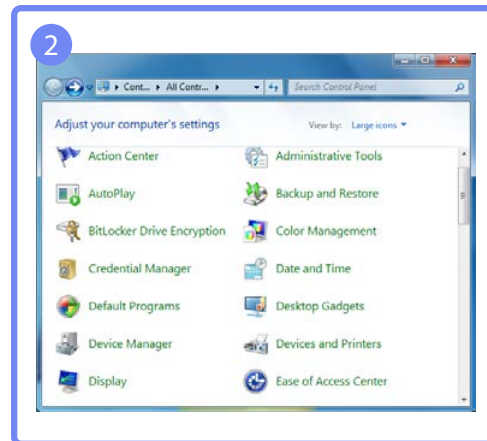 2
Cont... All Contr...
Search Control Panel
Adjust your computer's settings
View by: Large icons
Action Center
Administrative Tools
AutoPlay
Backup and Restore
BitLocker Drive Encryption
Color Management
Credential Manager
Date and Time
Default Programs
Desktop Gadgets
Device Manager
Devices and Printers
Display
Ease of Access Center